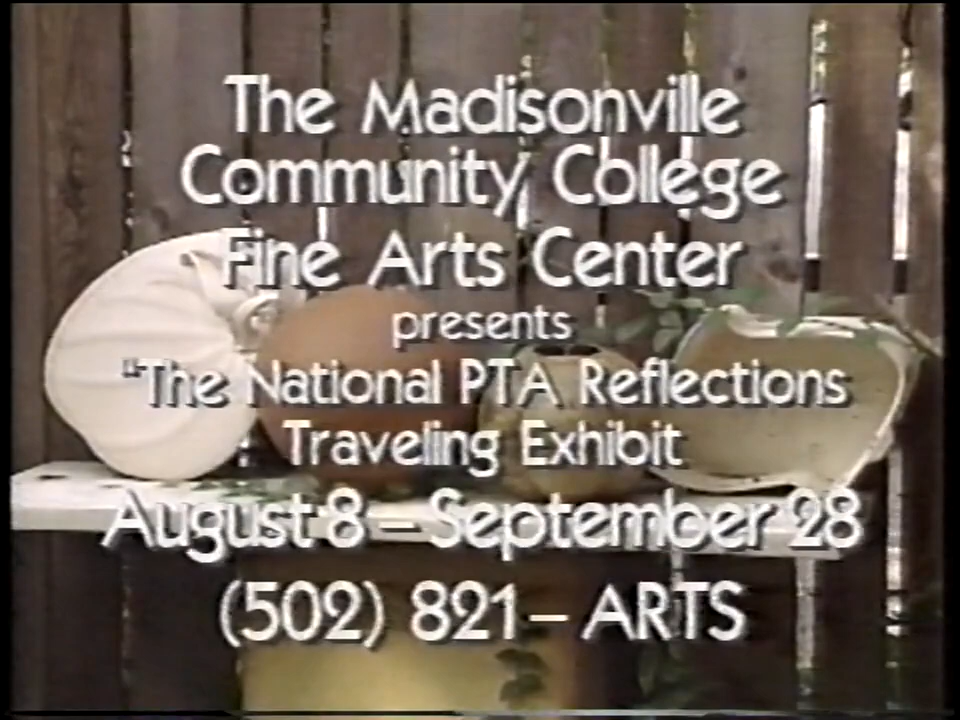 The Madisonville
Community College
Fine Arts Center
presents
"The National PTA Reflections
Traveling Exhibit
August 8 – September 28
(502) 821 – ARTS